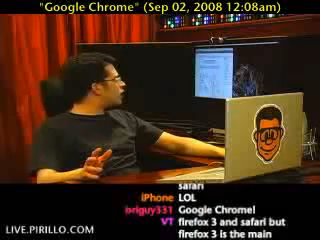 "Google Chrome" (Sep 02, 2008 12:08am)
safari
iPhone LOL
origuy331 Google Chrome!
VT firefox 3 and safari but
firefox 3 is the main
LIVE.PIRILLO.COM